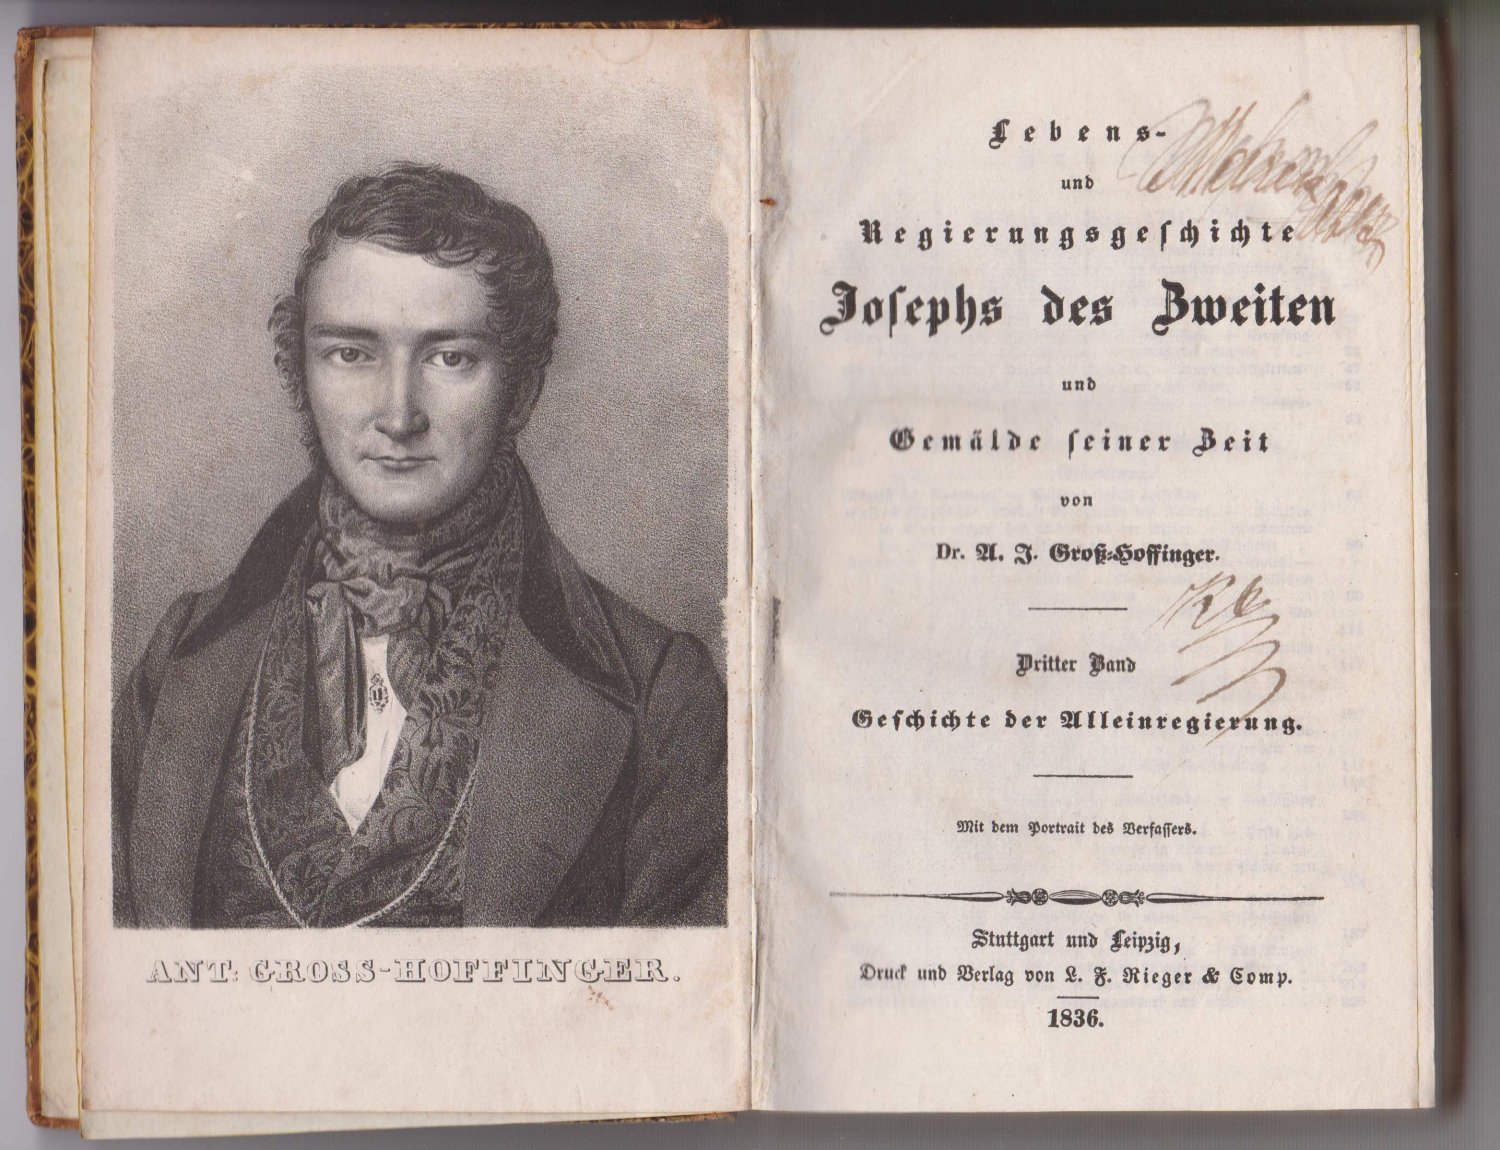 ANT: GROSS-HOFFINGER.
Lebens-
und
Regierungsgeſchichte
Joſephs des Zweiten
und
Gemälde ſeiner Zeit
von
Dr. A. J. Groß-Hoffinger.
Dritter Band
Geſchichte der Alleinregierung.
Mit dem Portrait des Verfaſſers.
Stuttgart und Leipzig,
Druck und Verlag von L. F. Rieger & Comp.
1836.